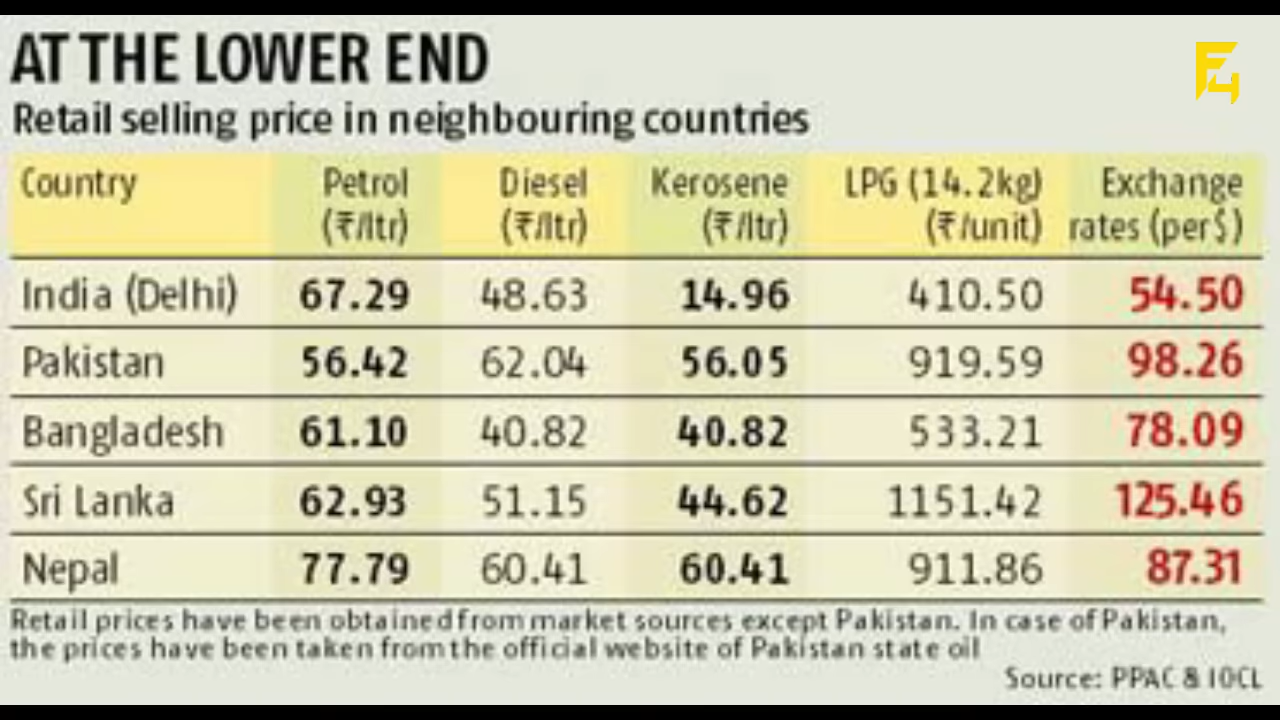 AT THE LOWER END
F4
Retail selling price in neighbouring countries
Country Petrol (₹/ltr) Diesel (₹/ltr) Kerosene (₹/ltr) LPG (14.2kg) (₹/unit) Exchange rates (per$)
India (Delhi) 67.29 48.63 14.96 410.50 54.50
Pakistan 56.42 62.04 56.05 919.59 98.26
Bangladesh 61.10 40.82 40.82 533.21 78.09
Sri Lanka 62.93 51.15 44.62 1151.42 125.46
Nepal 77.79 60.41 60.41 911.86 87.31
Retail prices have been obtained from market sources except Pakistan. In case of Pakistan,
the prices have been taken from the official website of Pakistan state oil
Source: PPAC & IOCL